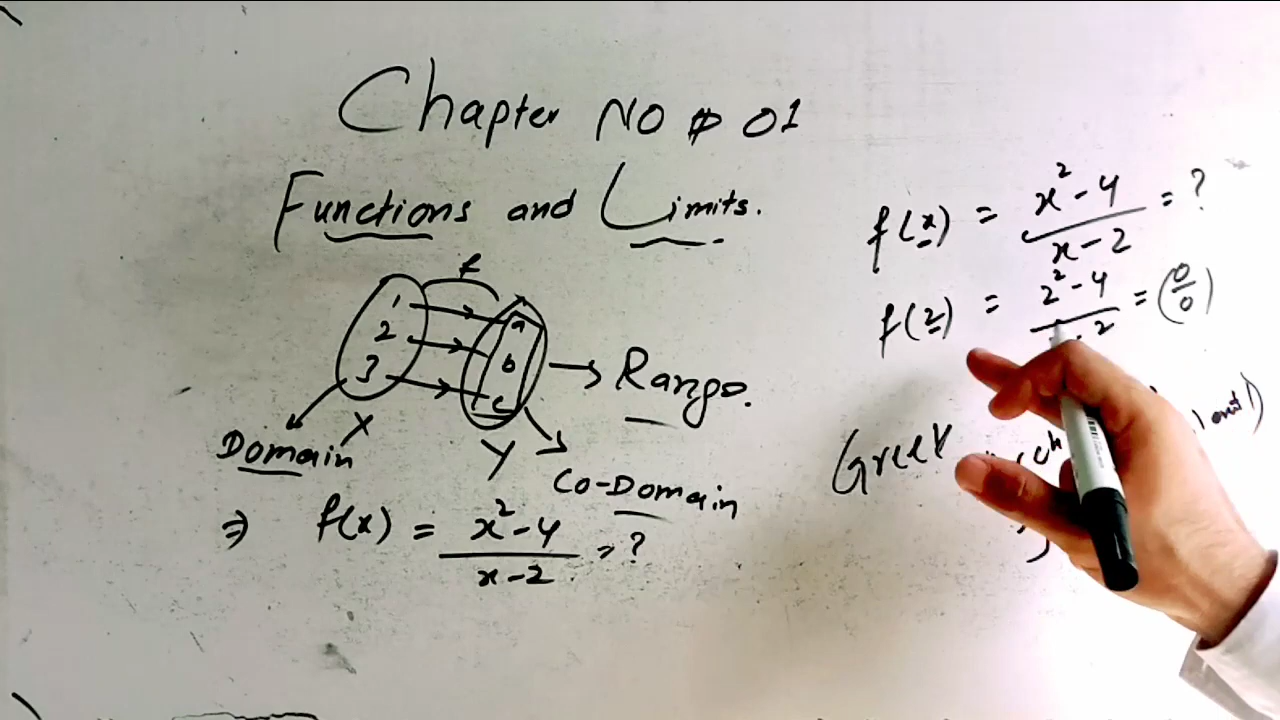 Chapter NO # 01
Functions and Limits.
f
1
2
3
a
b
c
Range.
Domain
X
Y
Co-Domain
⇒ f(x) = x²-4 / x-2 = ?
f(x) = x²-4 / x-2 = ?
f(2) = 2²-4 / 2 = (0/0)
Greek